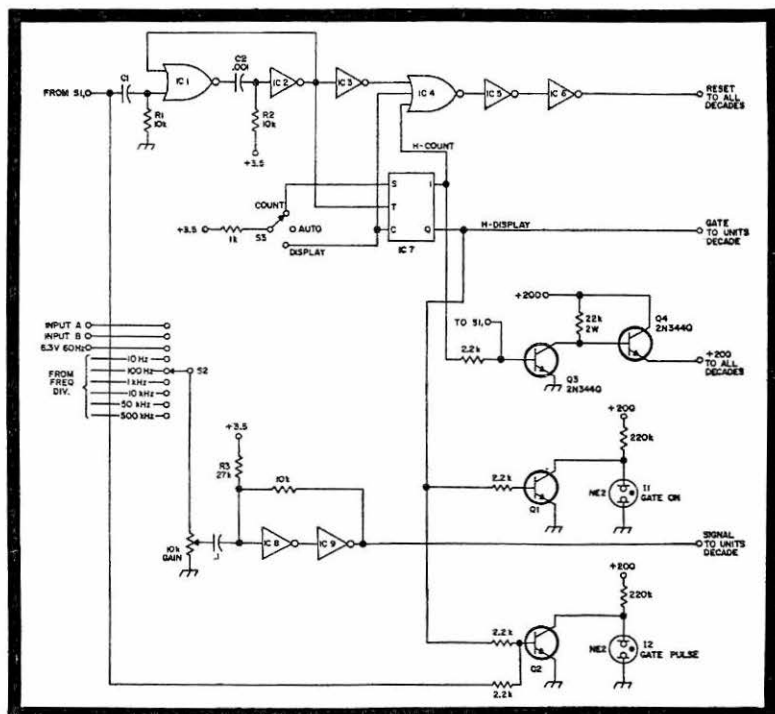 C1
C2
.001
IC 1
IC 2
IC 3
IC 4
IC 5
IC 6
FROM S1,
R1
10k
R2
10k
+3.5
RESET
TO ALL
DECADES
H-COUNT
COUNT
S
1
T
C
Q
IC 7
+3.5
1k
S3
AUTO
DISPLAY
H-DISPLAY
GATE
TO UNITS
DECADE
+200
22k
2W
Q4
2N3440
TO S1,
2.2k
Q3
2N3440
+200
TO ALL
DECADES
INPUT A
INPUT B
6.3V 60Hz
FROM
FREQ
DIV.
10 Hz
100 Hz
1 kHz
10 kHz
50 kHz
500 kHz
S2
+3.5
R3
27k
10k
+200
220k
2.2k
Q1
NE2
I1
GATE ON
10k
GAIN
.1
IC 8
IC 9
SIGNAL
TO UNITS
DECADE
+200
220k
2.2k
Q2
NE2
I2
GATE PULSE
2.2k